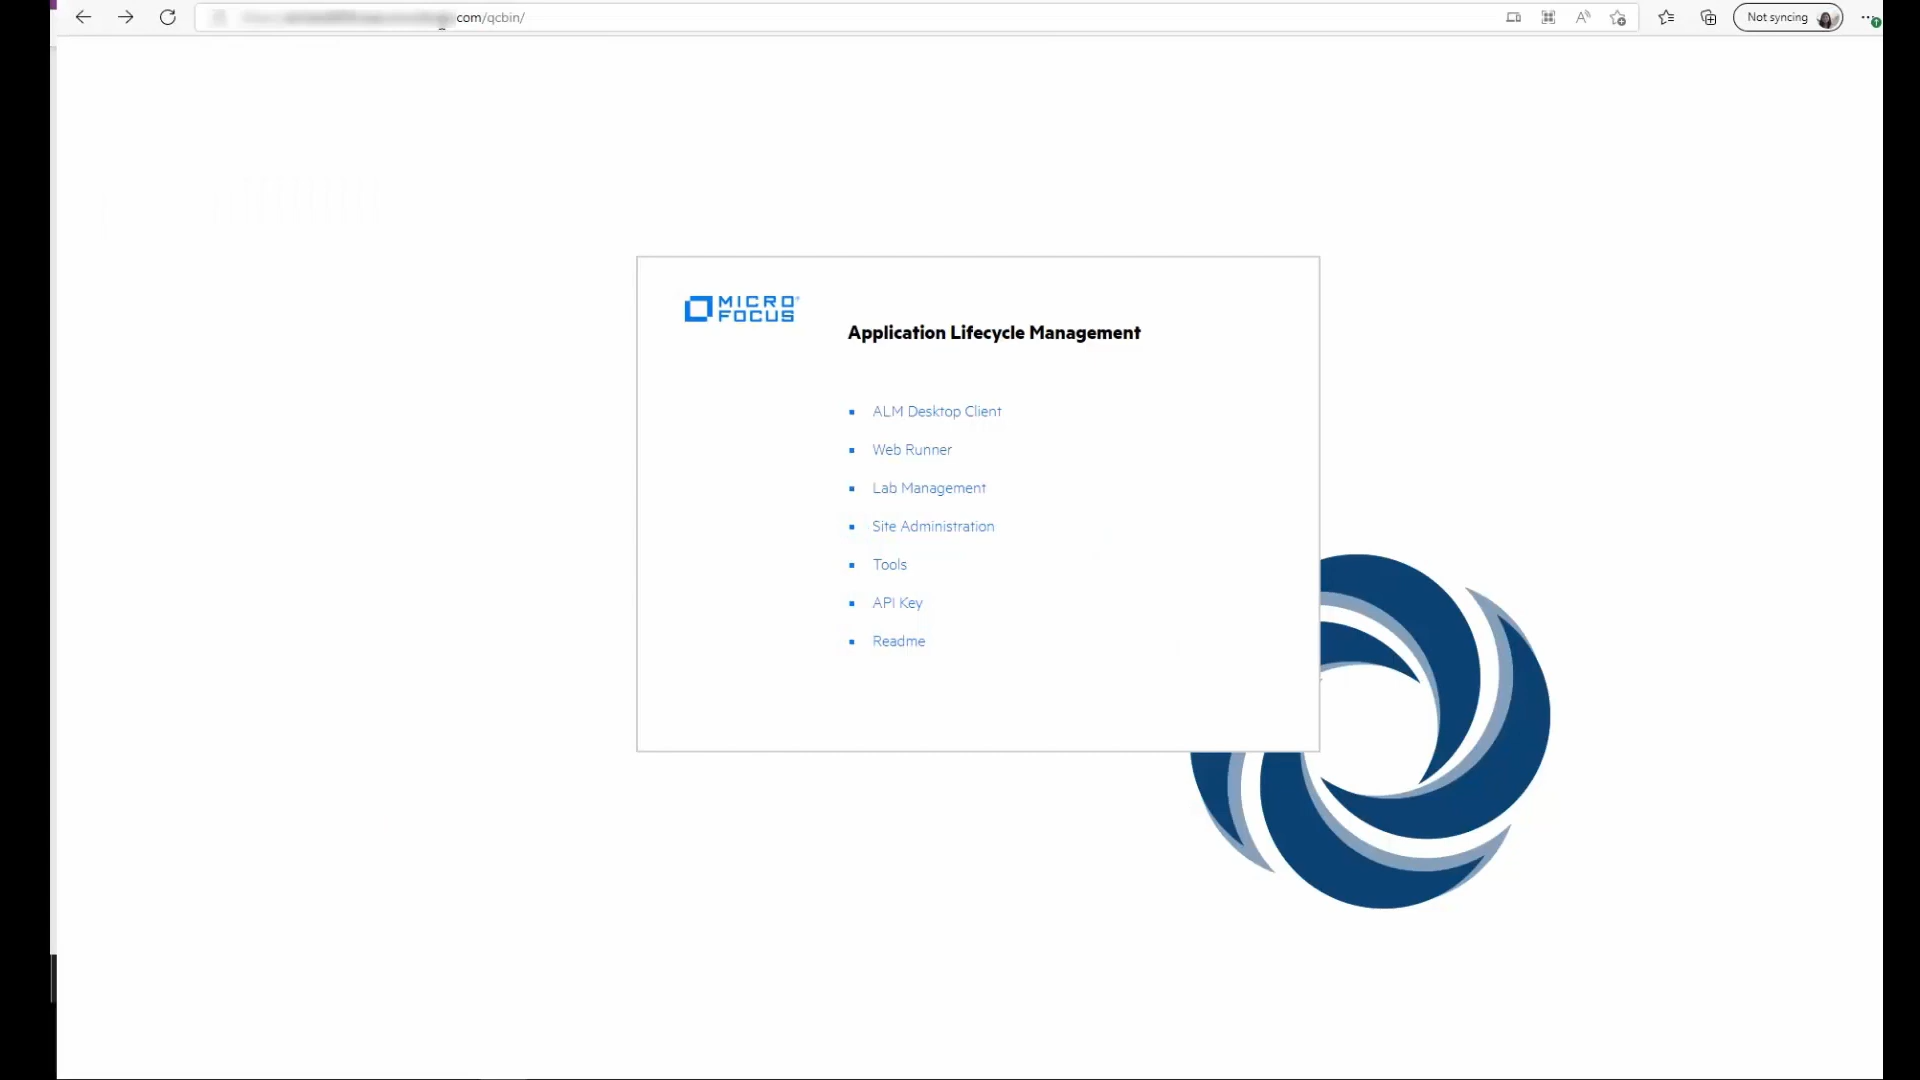 com/qcbin/
Not syncing
MICRO
FOCUS
Application Lifecycle Management
ALM Desktop Client
Web Runner
Lab Management
Site Administration
Tools
API Key
Readme